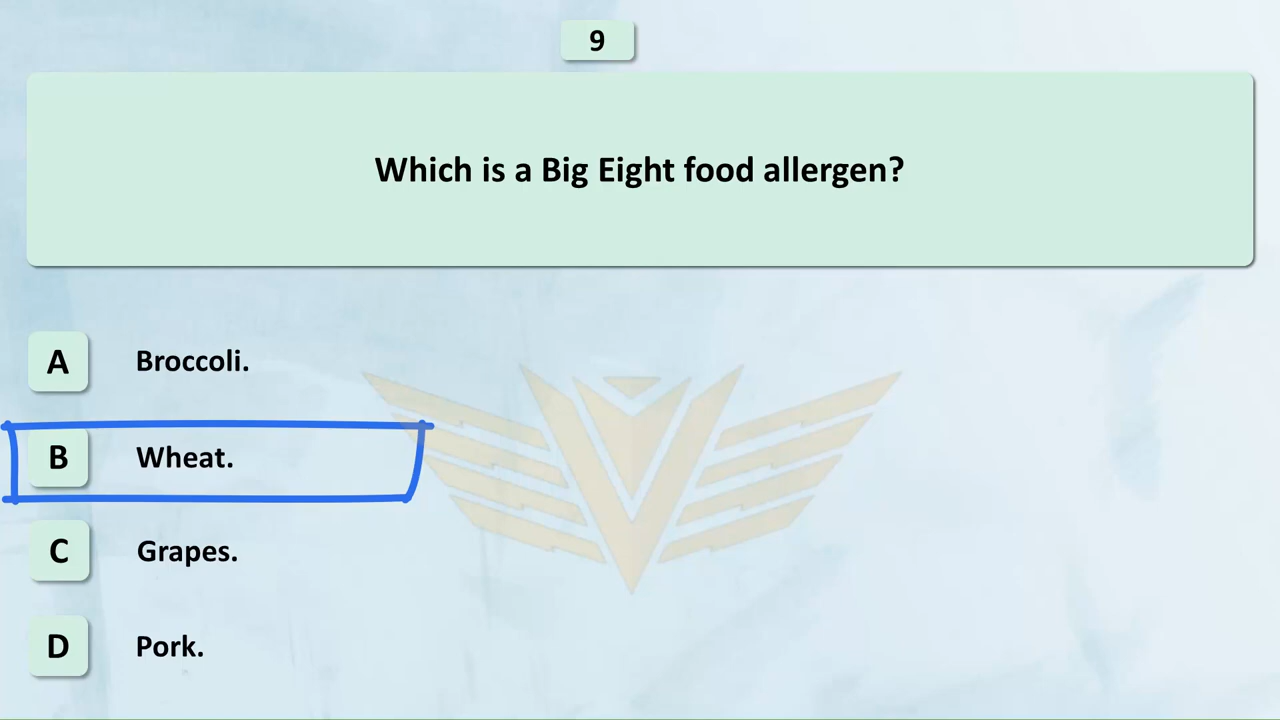 9
Which is a Big Eight food allergen?
A Broccoli.
B Wheat.
C Grapes.
D Pork.